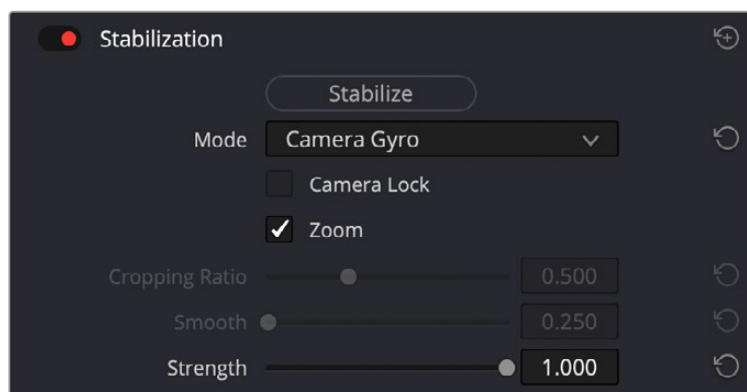 Stabilization
Stabilize
Mode Camera Gyro
Camera Lock
Zoom
Cropping Ratio 0.500
Smooth 0.250
Strength 1.000